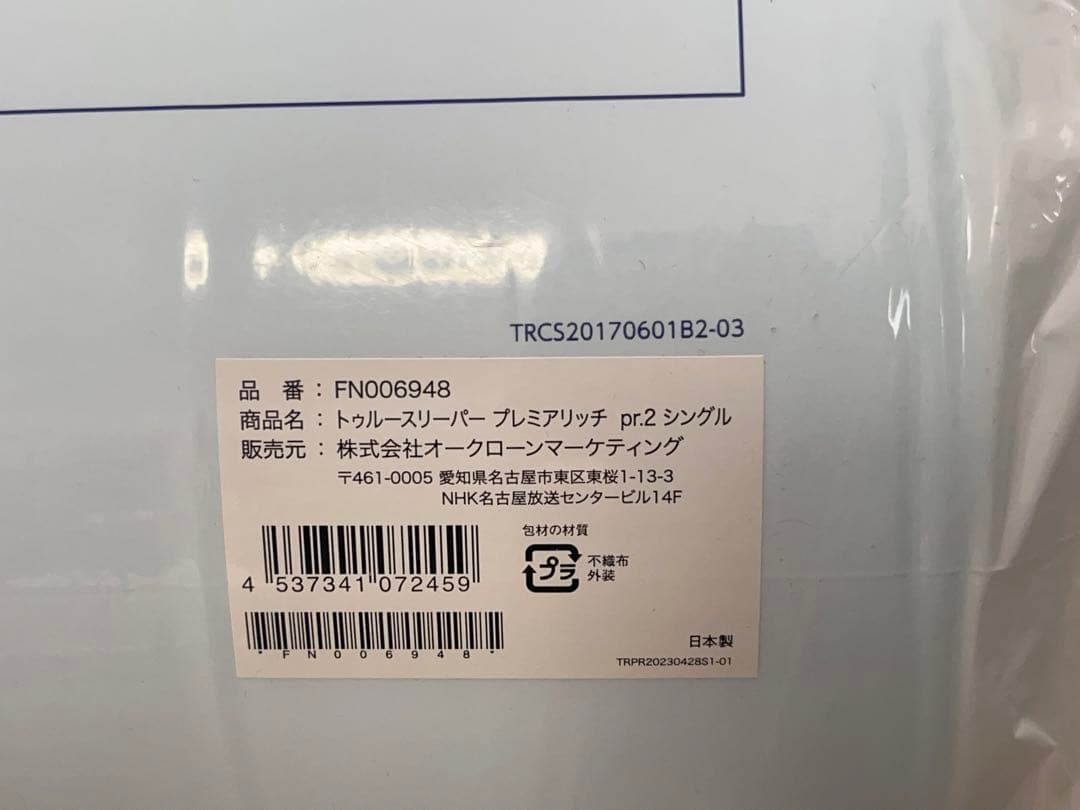 TRCS20170601B2-03
品 番 : FN006948
商品名 : トゥルースリーパー プレミアリッチ pr.2 シングル
販売元 : 株式会社オークローンマーケティング
〒461-0005 愛知県名古屋市東区東桜1-13-3
NHK名古屋放送センタービル14F
包材の材質
プラ
不織布
外装
4 537341 072459
*FN006948*
日本製
TRPR20230428S1-01